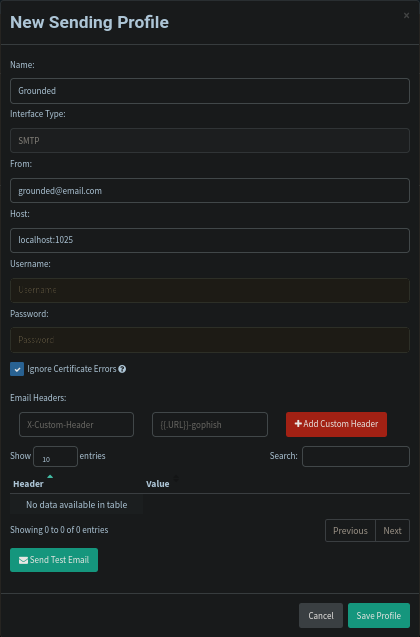 New Sending Profile
×
Name:
Grounded
Interface Type:
SMTP
From:
grounded@email.com
Host:
localhost:1025
Username:
Username
Password:
Password
Ignore Certificate Errors
Email Headers:
X-Custom-Header {{.URL}}-gophish + Add Custom Header
Show 10 entries Search:
Header Value
No data available in table
Showing 0 to 0 of 0 entries Previous Next
Send Test Email
Cancel Save Profile